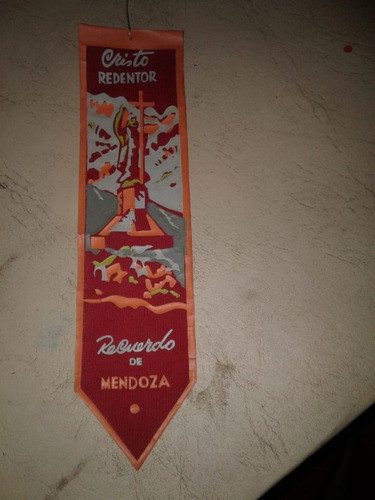 Cristo
REDENTOR
Recuerdo
DE
MENDOZA